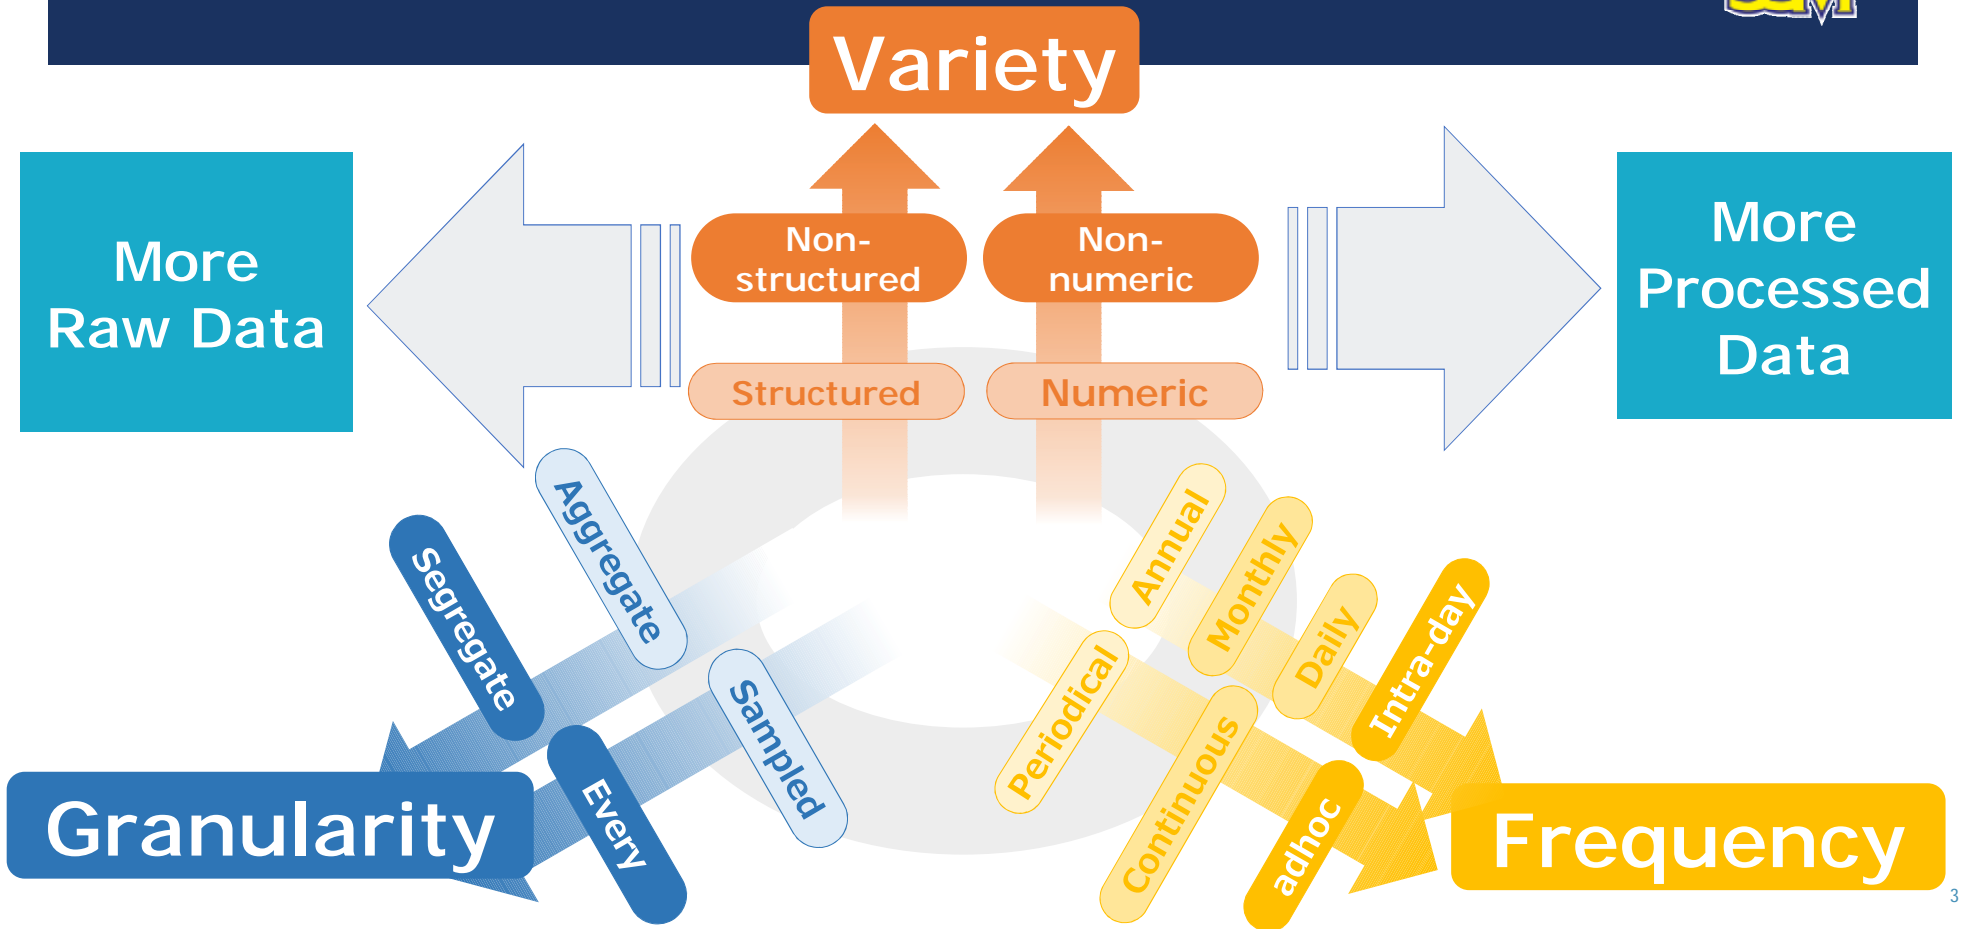 Variety
More
Raw Data
Non-
structured
Non-
numeric
More
Processed
Data
Structured
Numeric
Aggregate
Segregate
Sampled
Every
Granularity
Annual
Monthly
Daily
Intra-day
Periodical
Continuous
adhoc
Frequency
3